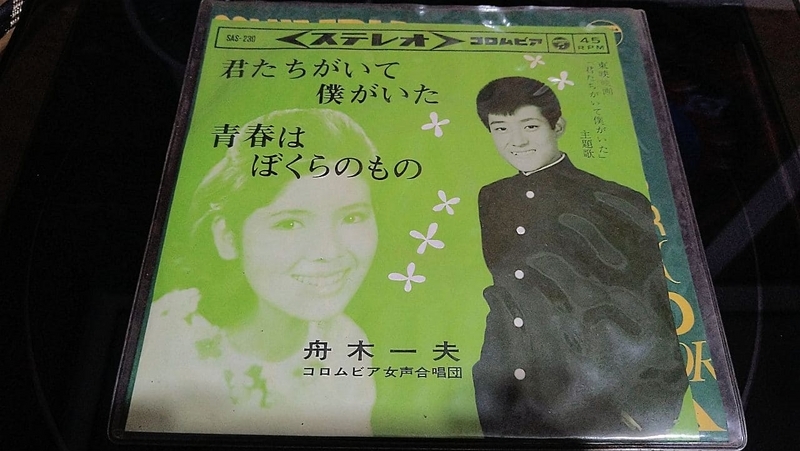 SAS-230 <ステレオ> コロムビア 45 RPM
君たちがいて
僕がいた
青春は
ぼくらのもの
東映映画
「君たちがいて僕がいた」
主題歌
舟木一夫
コロムビア女声合唱団